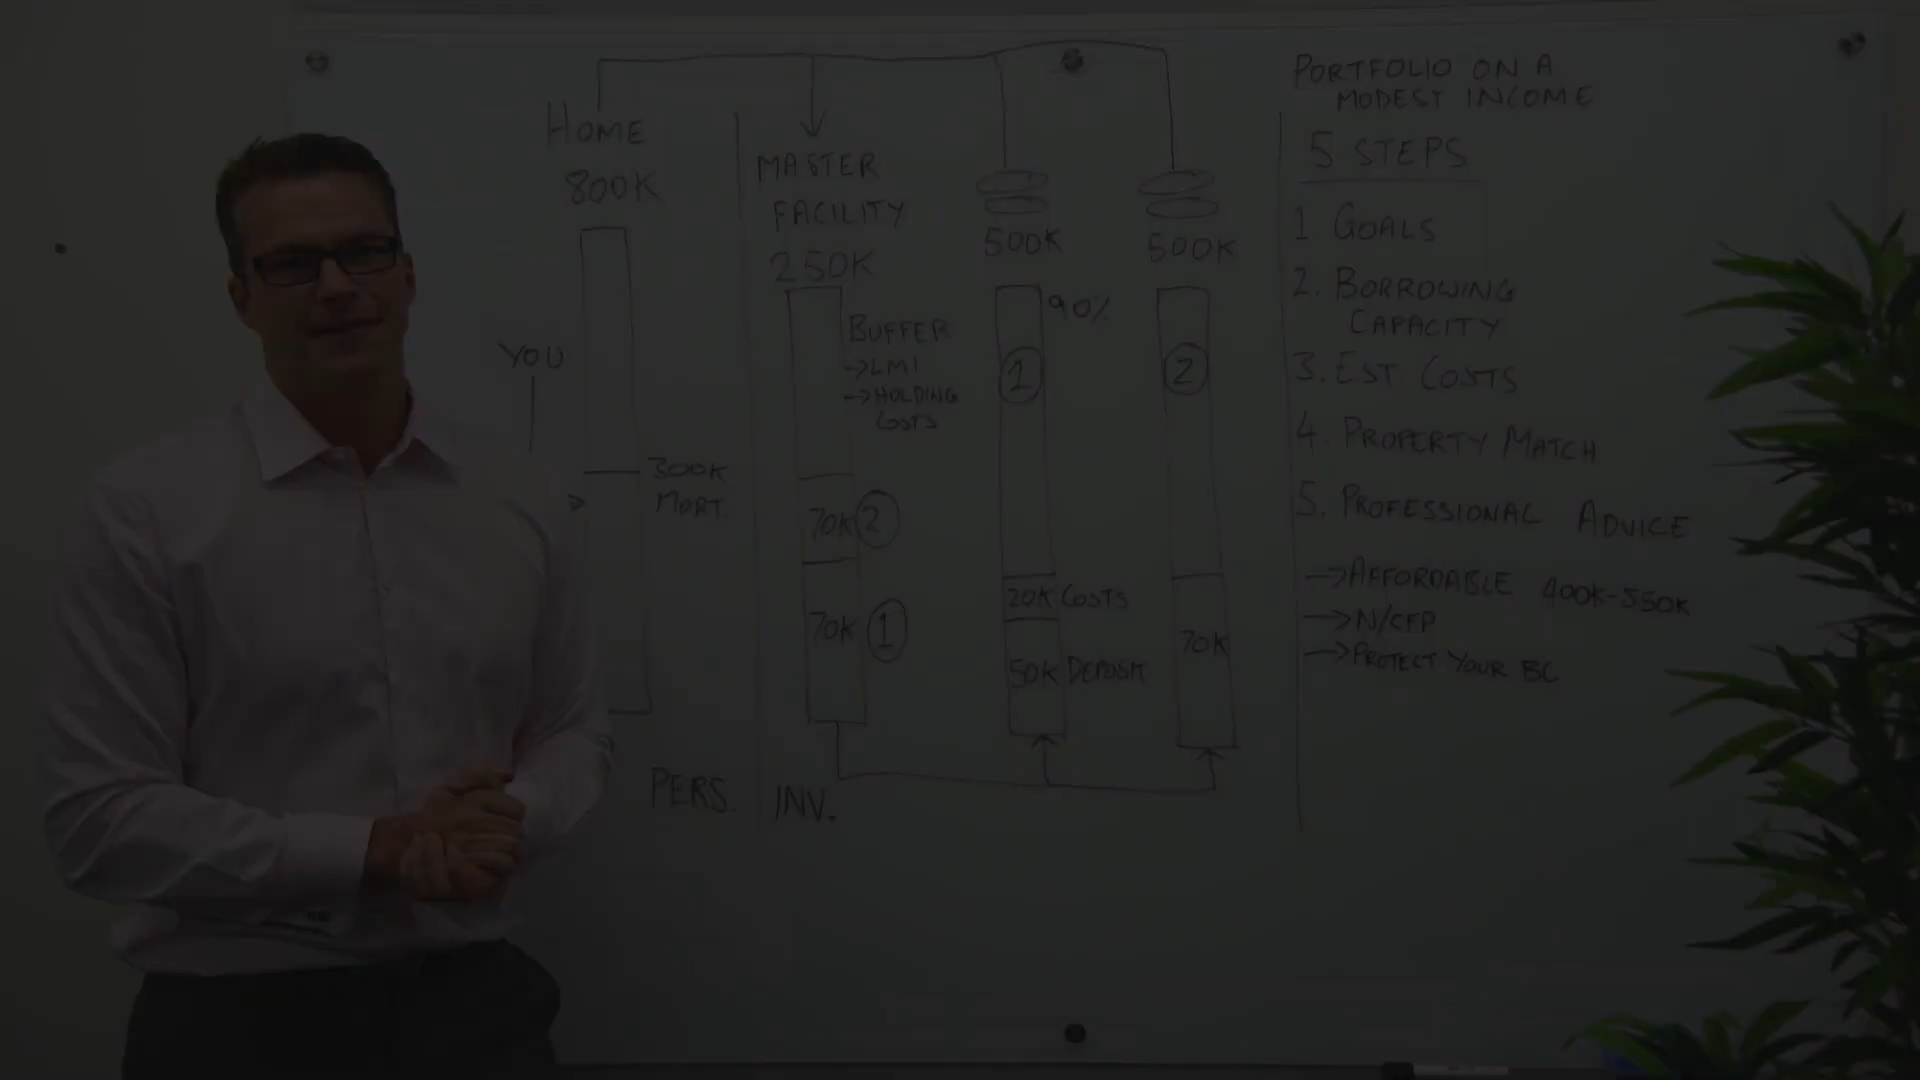 HOME
800K
YOU
300K
MORT.
PERS.
MASTER
FACILITY
250K
BUFFER
→LMI
→HOLDING
COSTS
70K 2
70K 1
INV.
500K
90%
1
20K COSTS
50K DEPOSIT
500K
2
70K
PORTFOLIO ON A
MODEST INCOME
5 STEPS
1 GOALS
2. BORROWING
CAPACITY
3. EST COSTS
4. PROPERTY MATCH
5. PROFESSIONAL ADVICE
→AFFORDABLE 400K-550K
→N/CFP
→PROTECT YOUR BC